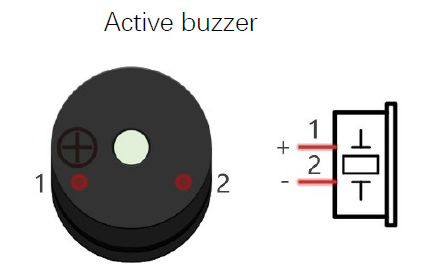 Active buzzer
1 2
+ 1
- 2